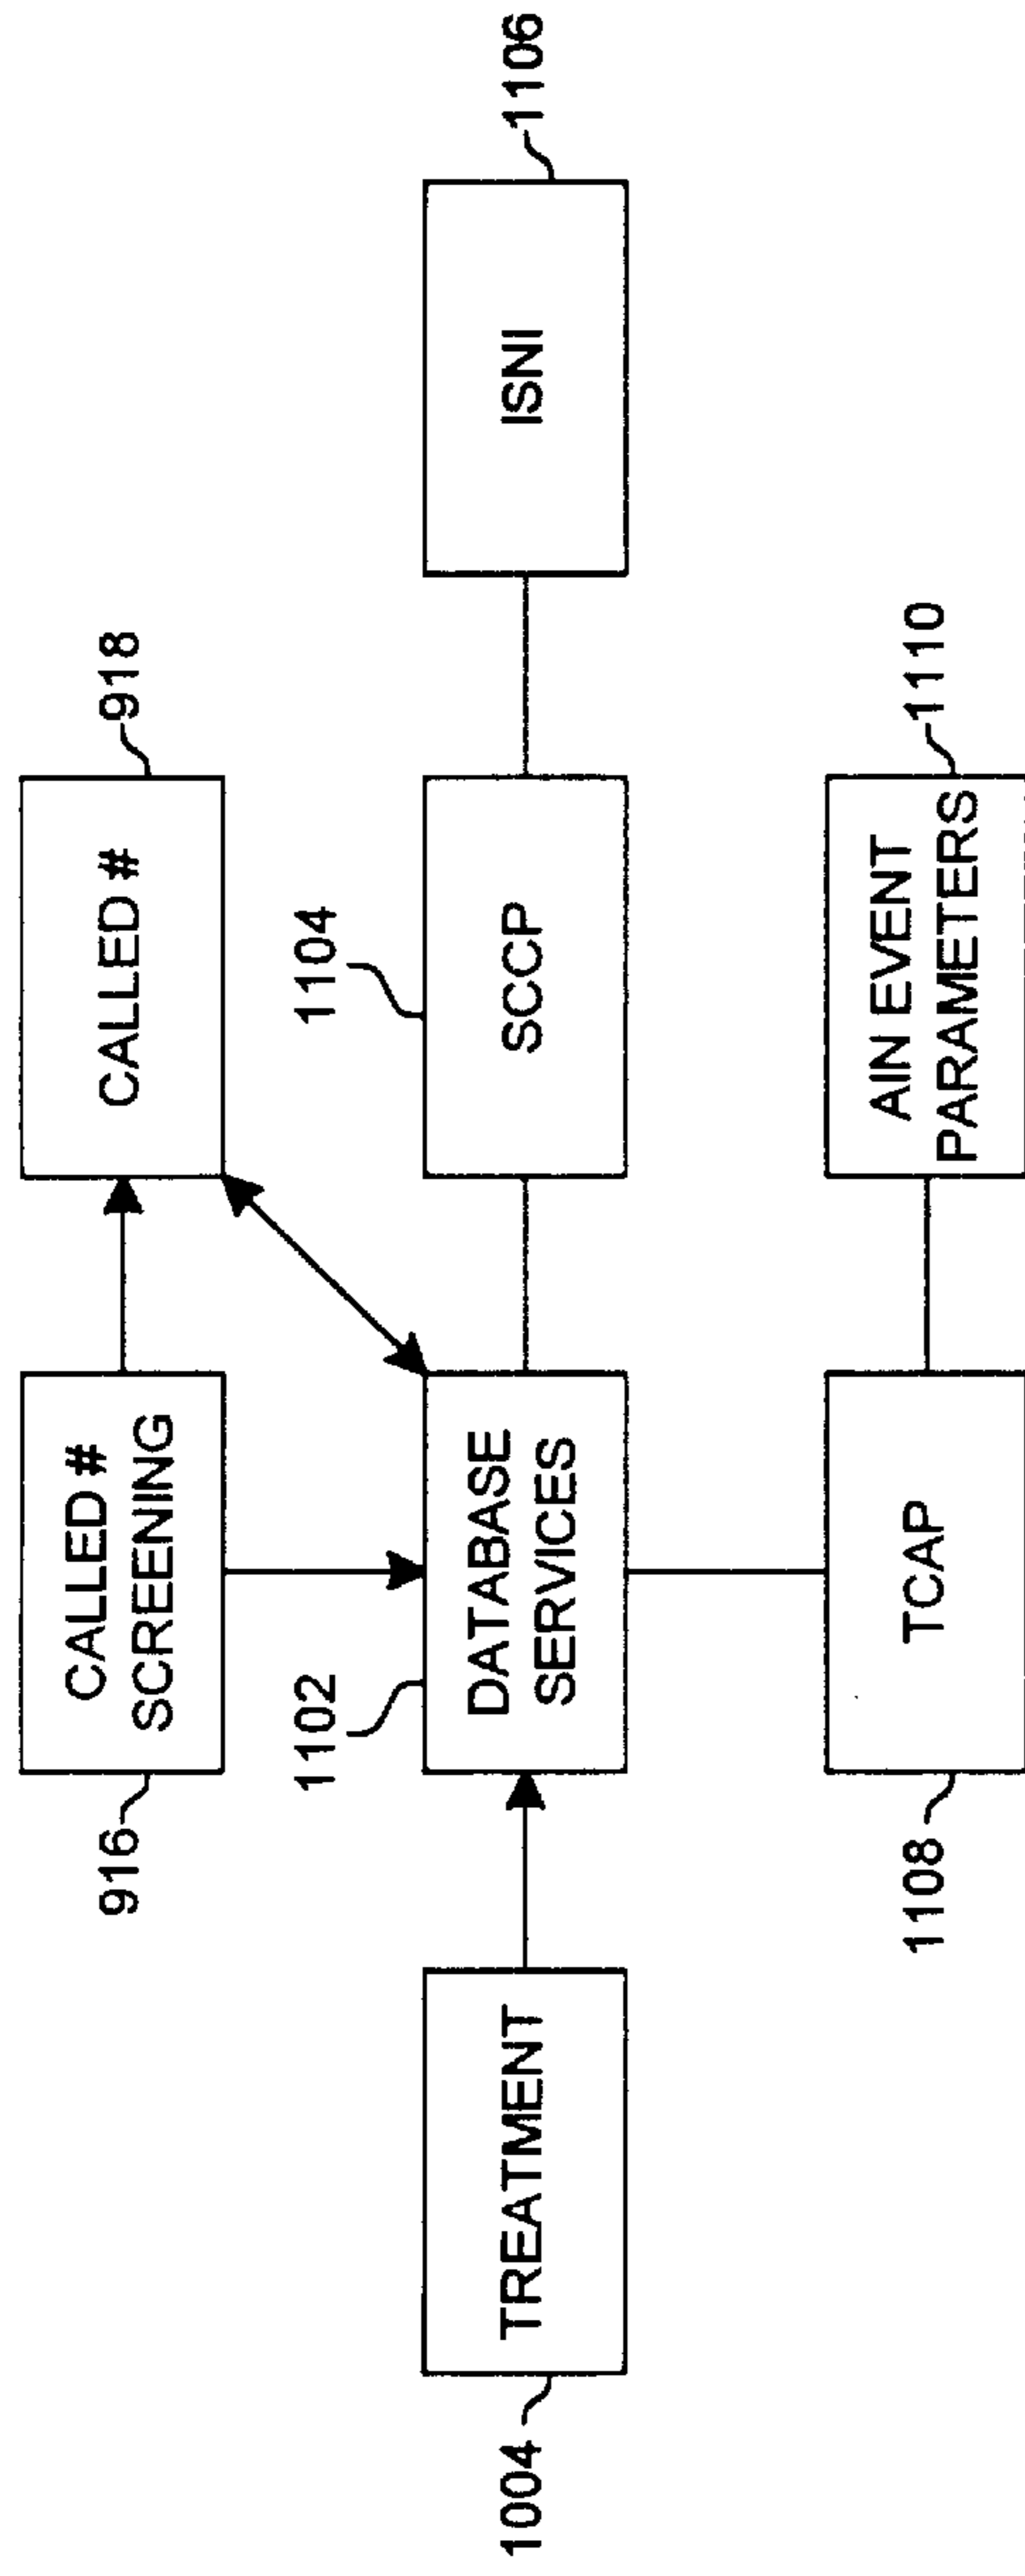 916
CALLED #
SCREENING
CALLED #
918
1004
TREATMENT
1102
DATABASE
SERVICES
1104
SCCP
ISNI
1106
1108
TCAP
AIN EVENT
PARAMETERS
1110